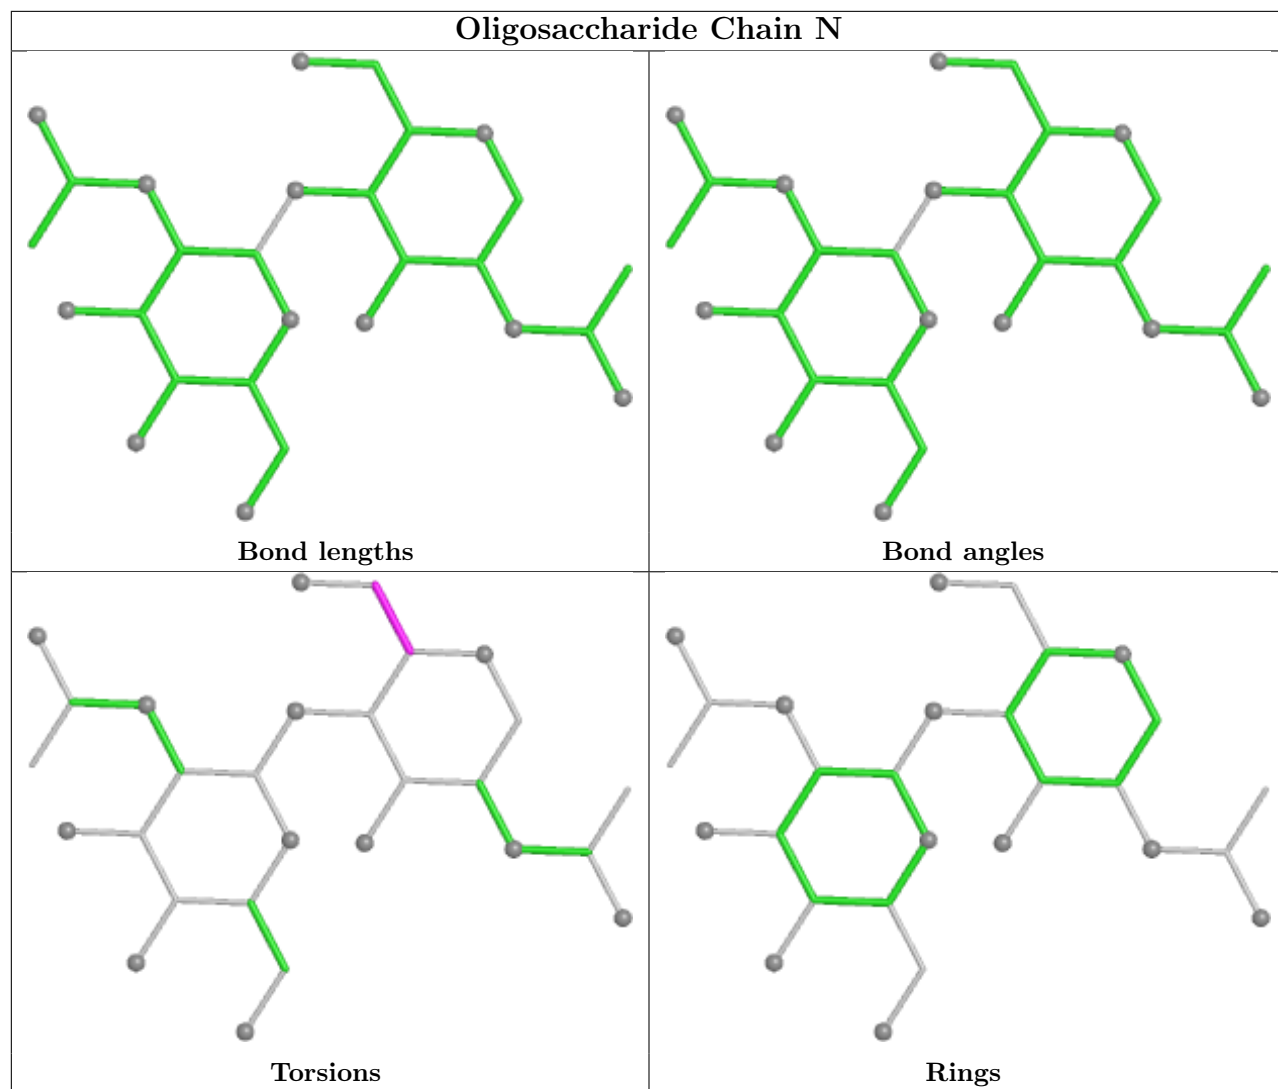 Oligosaccharide Chain N
Bond lengths
Bond angles
Torsions
Rings